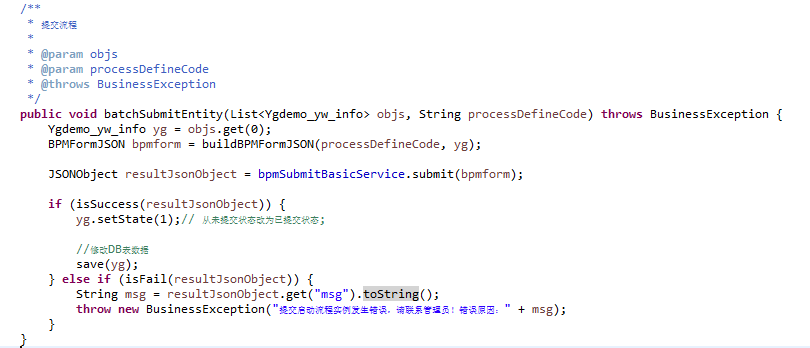 /**
 * 提交流程
 *
 * @param objs
 * @param processDefineCode
 * @throws BusinessException
 */
public void batchSubmitEntity(List<Ygdemo_yw_info> objs, String processDefineCode) throws BusinessException {
    Ygdemo_yw_info yg = objs.get(0);
    BPMFormJSON bpmform = buildBPMFormJSON(processDefineCode, yg);

    JSONObject resultJsonObject = bpmSubmitBasicService.submit(bpmform);

    if (isSuccess(resultJsonObject)) {
        yg.setState(1);// 从未提交状态改为已提交状态;

        //修改DB表数据
        save(yg);
    } else if (isFail(resultJsonObject)) {
        String msg = resultJsonObject.get("msg").toString();
        throw new BusinessException("提交启动流程实例发生错误，请联系管理员！错误原因：" + msg);
    }
}